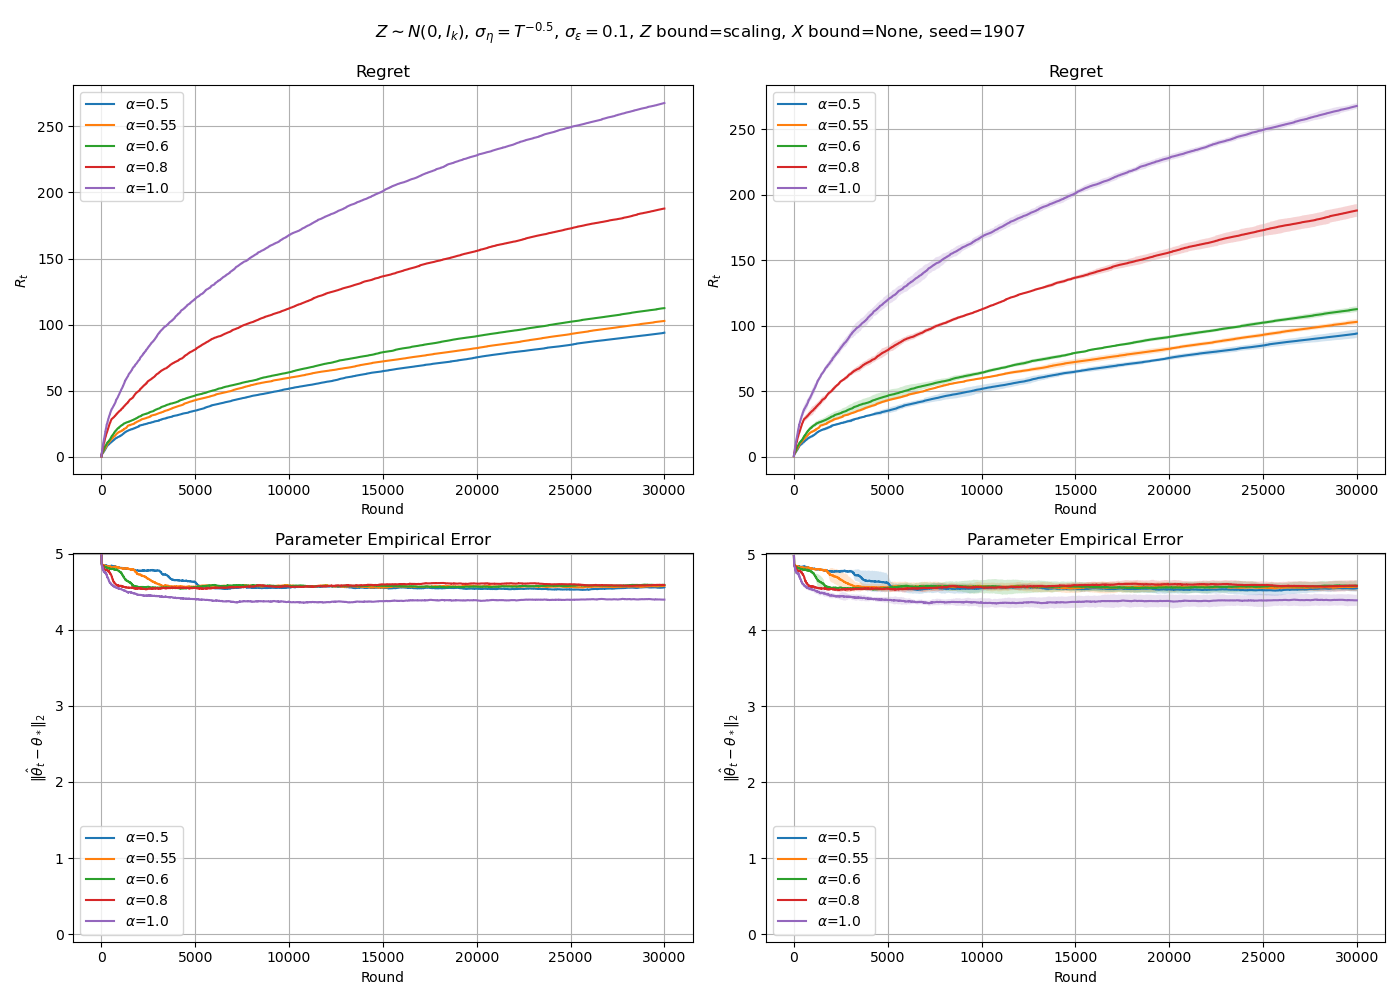 Z ∼ N(0, I_k), σ_η = T^{−0.5}, σ_ε = 0.1, Z bound=scaling, X bound=None, seed=1907
Regret
R_t
250
200
150
100
50
0
α=0.5
α=0.55
α=0.6
α=0.8
α=1.0
0 5000 10000 15000 20000 25000 30000
Round
Regret
R_t
250
200
150
100
50
0
α=0.5
α=0.55
α=0.6
α=0.8
α=1.0
0 5000 10000 15000 20000 25000 30000
Round
Parameter Empirical Error
‖θ̂_t − θ_*‖_2
5
4
3
2
1
0
α=0.5
α=0.55
α=0.6
α=0.8
α=1.0
0 5000 10000 15000 20000 25000 30000
Round
Parameter Empirical Error
‖θ̂_t − θ_*‖_2
5
4
3
2
1
0
α=0.5
α=0.55
α=0.6
α=0.8
α=1.0
0 5000 10000 15000 20000 25000 30000
Round